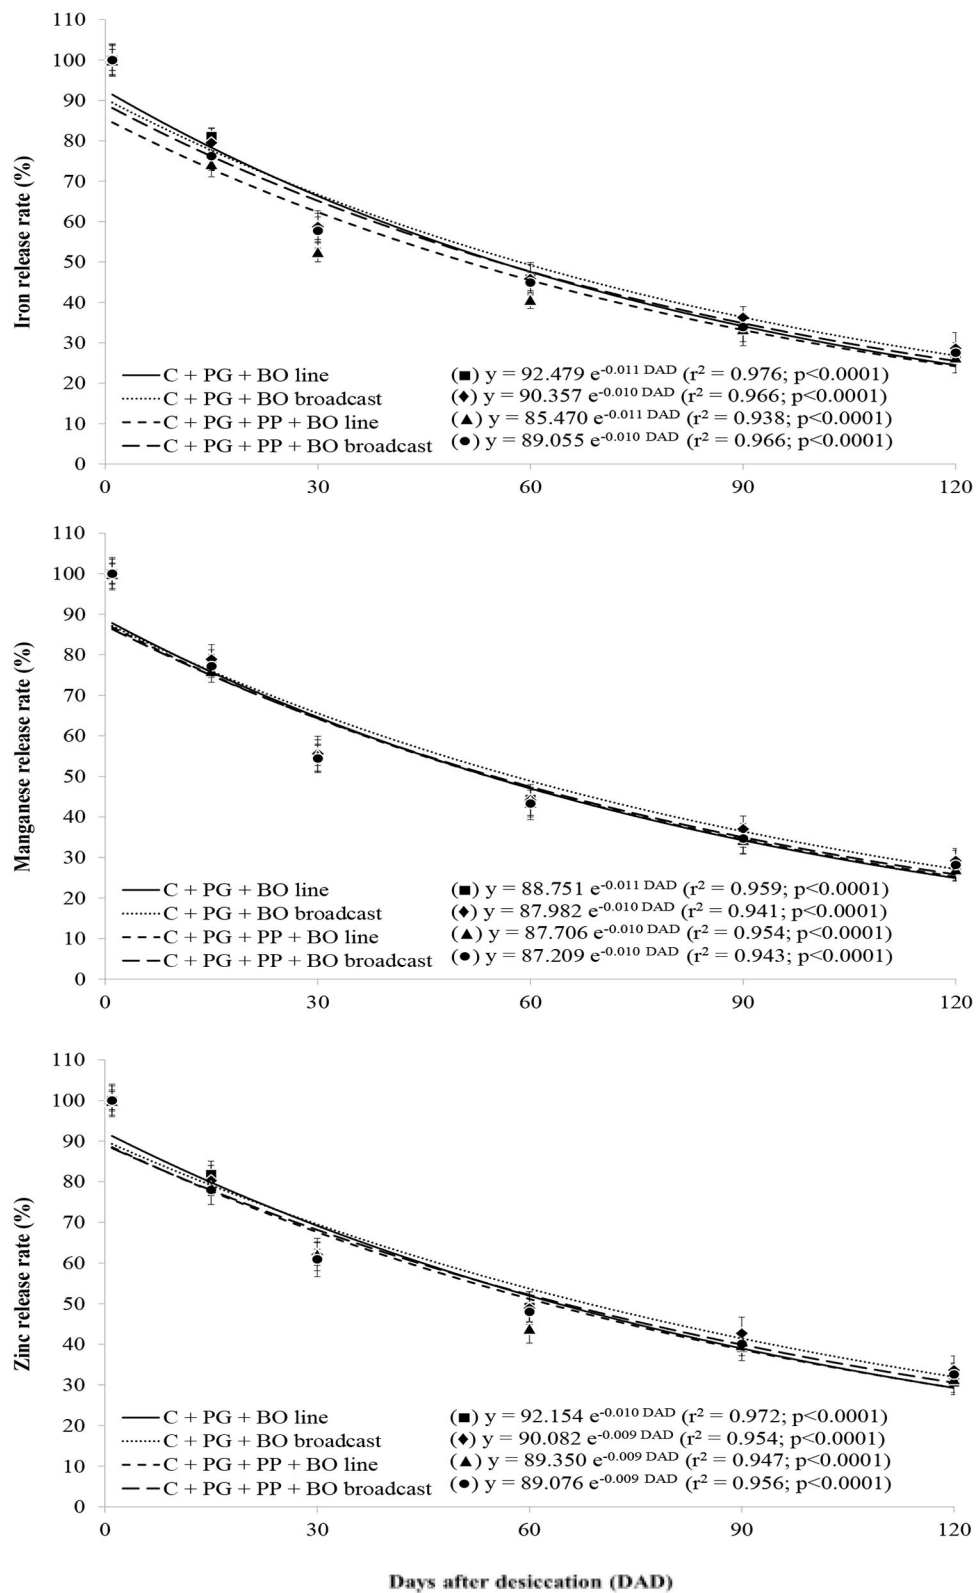 Iron release rate (%)
110
100
90
80
70
60
50
40
30
20
10
0
C + PG + BO line
C + PG + BO broadcast
C + PG + PP + BO line
C + PG + PP + BO broadcast
(■) y = 92.479 e^-0.011 DAD (r² = 0.976; p<0.0001)
(◆) y = 90.357 e^-0.010 DAD (r² = 0.966; p<0.0001)
(▲) y = 85.470 e^-0.011 DAD (r² = 0.938; p<0.0001)
(●) y = 89.055 e^-0.010 DAD (r² = 0.966; p<0.0001)
0 30 60 90 120
Manganese release rate (%)
110
100
90
80
70
60
50
40
30
20
10
0
C + PG + BO line
C + PG + BO broadcast
C + PG + PP + BO line
C + PG + PP + BO broadcast
(■) y = 88.751 e^-0.011 DAD (r² = 0.959; p<0.0001)
(◆) y = 87.982 e^-0.010 DAD (r² = 0.941; p<0.0001)
(▲) y = 87.706 e^-0.010 DAD (r² = 0.954; p<0.0001)
(●) y = 87.209 e^-0.010 DAD (r² = 0.943; p<0.0001)
0 30 60 90 120
Zinc release rate (%)
110
100
90
80
70
60
50
40
30
20
10
0
C + PG + BO line
C + PG + BO broadcast
C + PG + PP + BO line
C + PG + PP + BO broadcast
(■) y = 92.154 e^-0.010 DAD (r² = 0.972; p<0.0001)
(◆) y = 90.082 e^-0.009 DAD (r² = 0.954; p<0.0001)
(▲) y = 89.350 e^-0.009 DAD (r² = 0.947; p<0.0001)
(●) y = 89.076 e^-0.009 DAD (r² = 0.956; p<0.0001)
0 30 60 90 120
Days after desiccation (DAD)